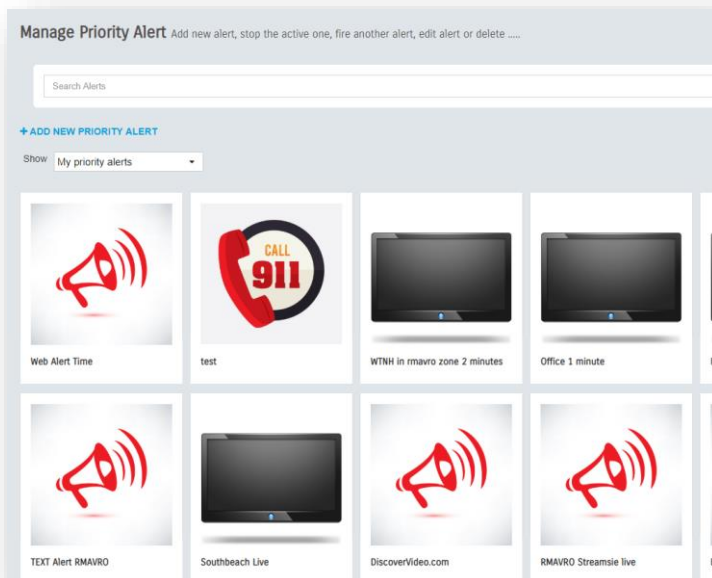 Manage Priority Alert Add new alert, stop the active one, fire another alert, edit alert or delete .....
Search Alerts
+ ADD NEW PRIORITY ALERT
Show My priority alerts
CALL
911
Web Alert Time
test
WTNH in rmavro zone 2 minutes
Office 1 minute
TEXT Alert RMAVRO
Southbeach Live
DiscoverVideo.com
RMAVRO Streamsie live